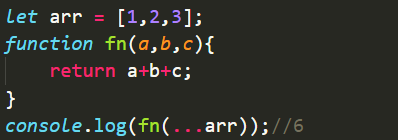 let arr = [1,2,3];
function fn(a,b,c){
    return a+b+c;
}
console.log(fn(...arr));//6